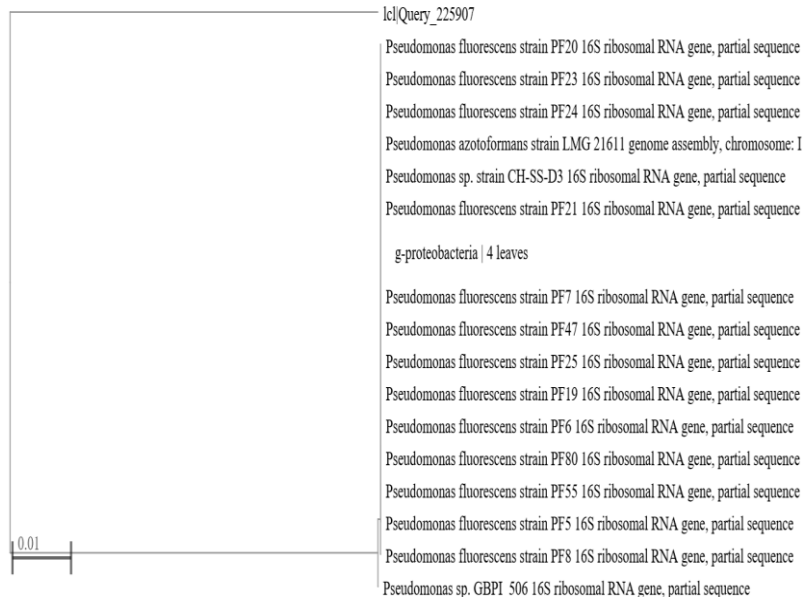 lcl|Query_225907
Pseudomonas fluorescens strain PF20 16S ribosomal RNA gene, partial sequence
Pseudomonas fluorescens strain PF23 16S ribosomal RNA gene, partial sequence
Pseudomonas fluorescens strain PF24 16S ribosomal RNA gene, partial sequence
Pseudomonas azotoformans strain LMG 21611 genome assembly, chromosome: I
Pseudomonas sp. strain CH-SS-D3 16S ribosomal RNA gene, partial sequence
Pseudomonas fluorescens strain PF21 16S ribosomal RNA gene, partial sequence
g-proteobacteria | 4 leaves
Pseudomonas fluorescens strain PF7 16S ribosomal RNA gene, partial sequence
Pseudomonas fluorescens strain PF47 16S ribosomal RNA gene, partial sequence
Pseudomonas fluorescens strain PF25 16S ribosomal RNA gene, partial sequence
Pseudomonas fluorescens strain PF19 16S ribosomal RNA gene, partial sequence
Pseudomonas fluorescens strain PF6 16S ribosomal RNA gene, partial sequence
Pseudomonas fluorescens strain PF80 16S ribosomal RNA gene, partial sequence
Pseudomonas fluorescens strain PF55 16S ribosomal RNA gene, partial sequence
Pseudomonas fluorescens strain PF5 16S ribosomal RNA gene, partial sequence
0.01
Pseudomonas fluorescens strain PF8 16S ribosomal RNA gene, partial sequence
Pseudomonas sp. GBPI_506 16S ribosomal RNA gene, partial sequence